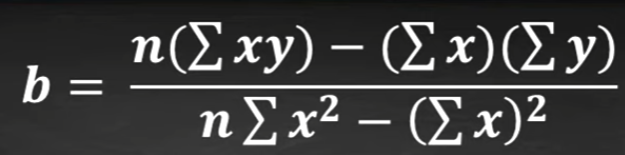 b = n(∑ xy) − (∑ x)(∑ y)
n ∑ x² − (∑ x)²